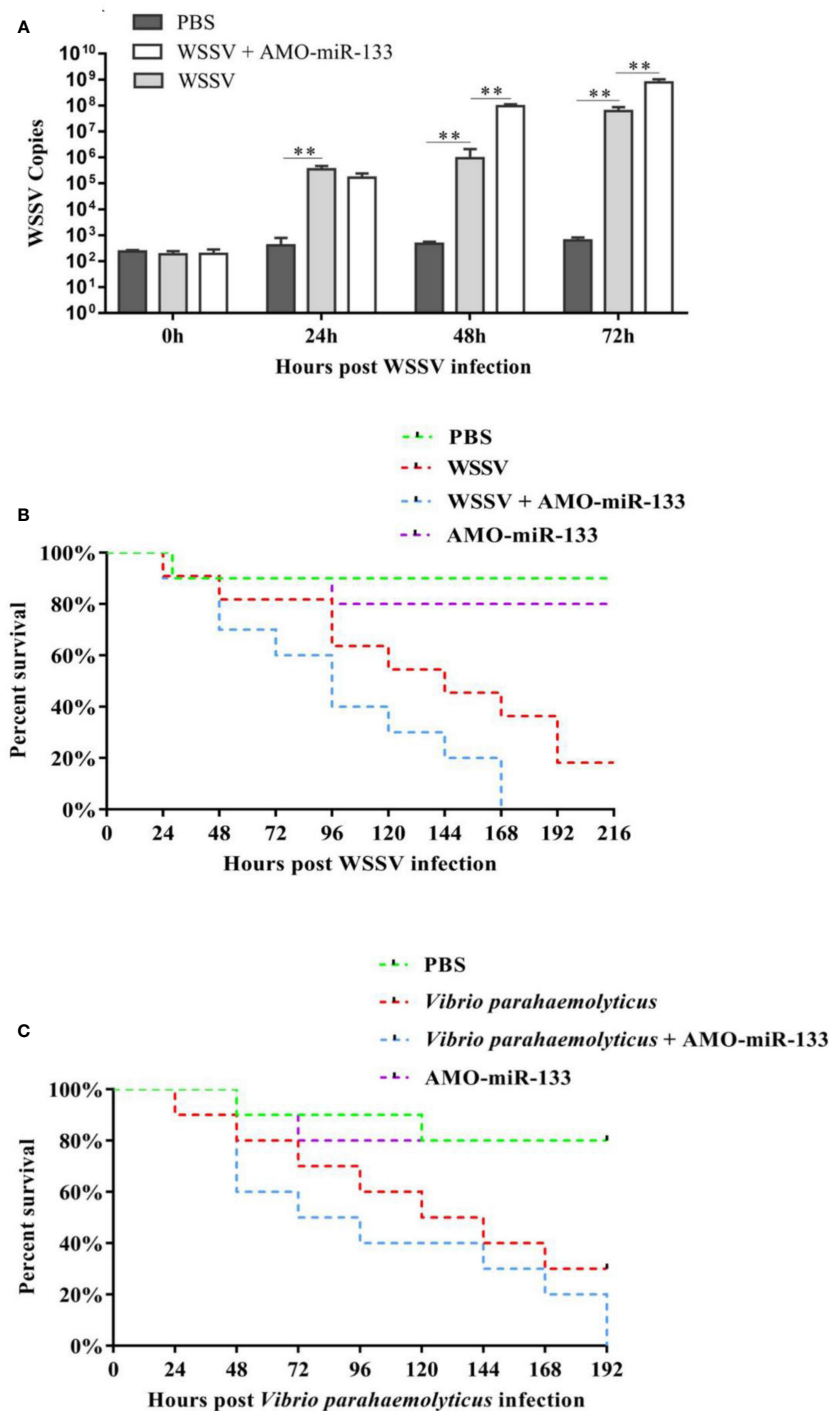 A
PBS
WSSV + AMO-miR-133
WSSV
WSSV Copies
10^10
10^9
10^8
10^7
10^6
10^5
10^3
10^2
10^1
10^0
**
**
**
**
**
0h
24h
48h
72h
Hours post WSSV infection
B
PBS
WSSV
WSSV + AMO-miR-133
AMO-miR-133
Percent survival
100%
80%
60%
40%
20%
0%
0 24 48 72 96 120 144 168 192 216
Hours post WSSV infection
C
PBS
Vibrio parahaemolyticus
Vibrio parahaemolyticus + AMO-miR-133
AMO-miR-133
Percent survival
100%
80%
60%
40%
20%
0%
0 24 48 72 96 120 144 168 192
Hours post Vibrio parahaemolyticus infection